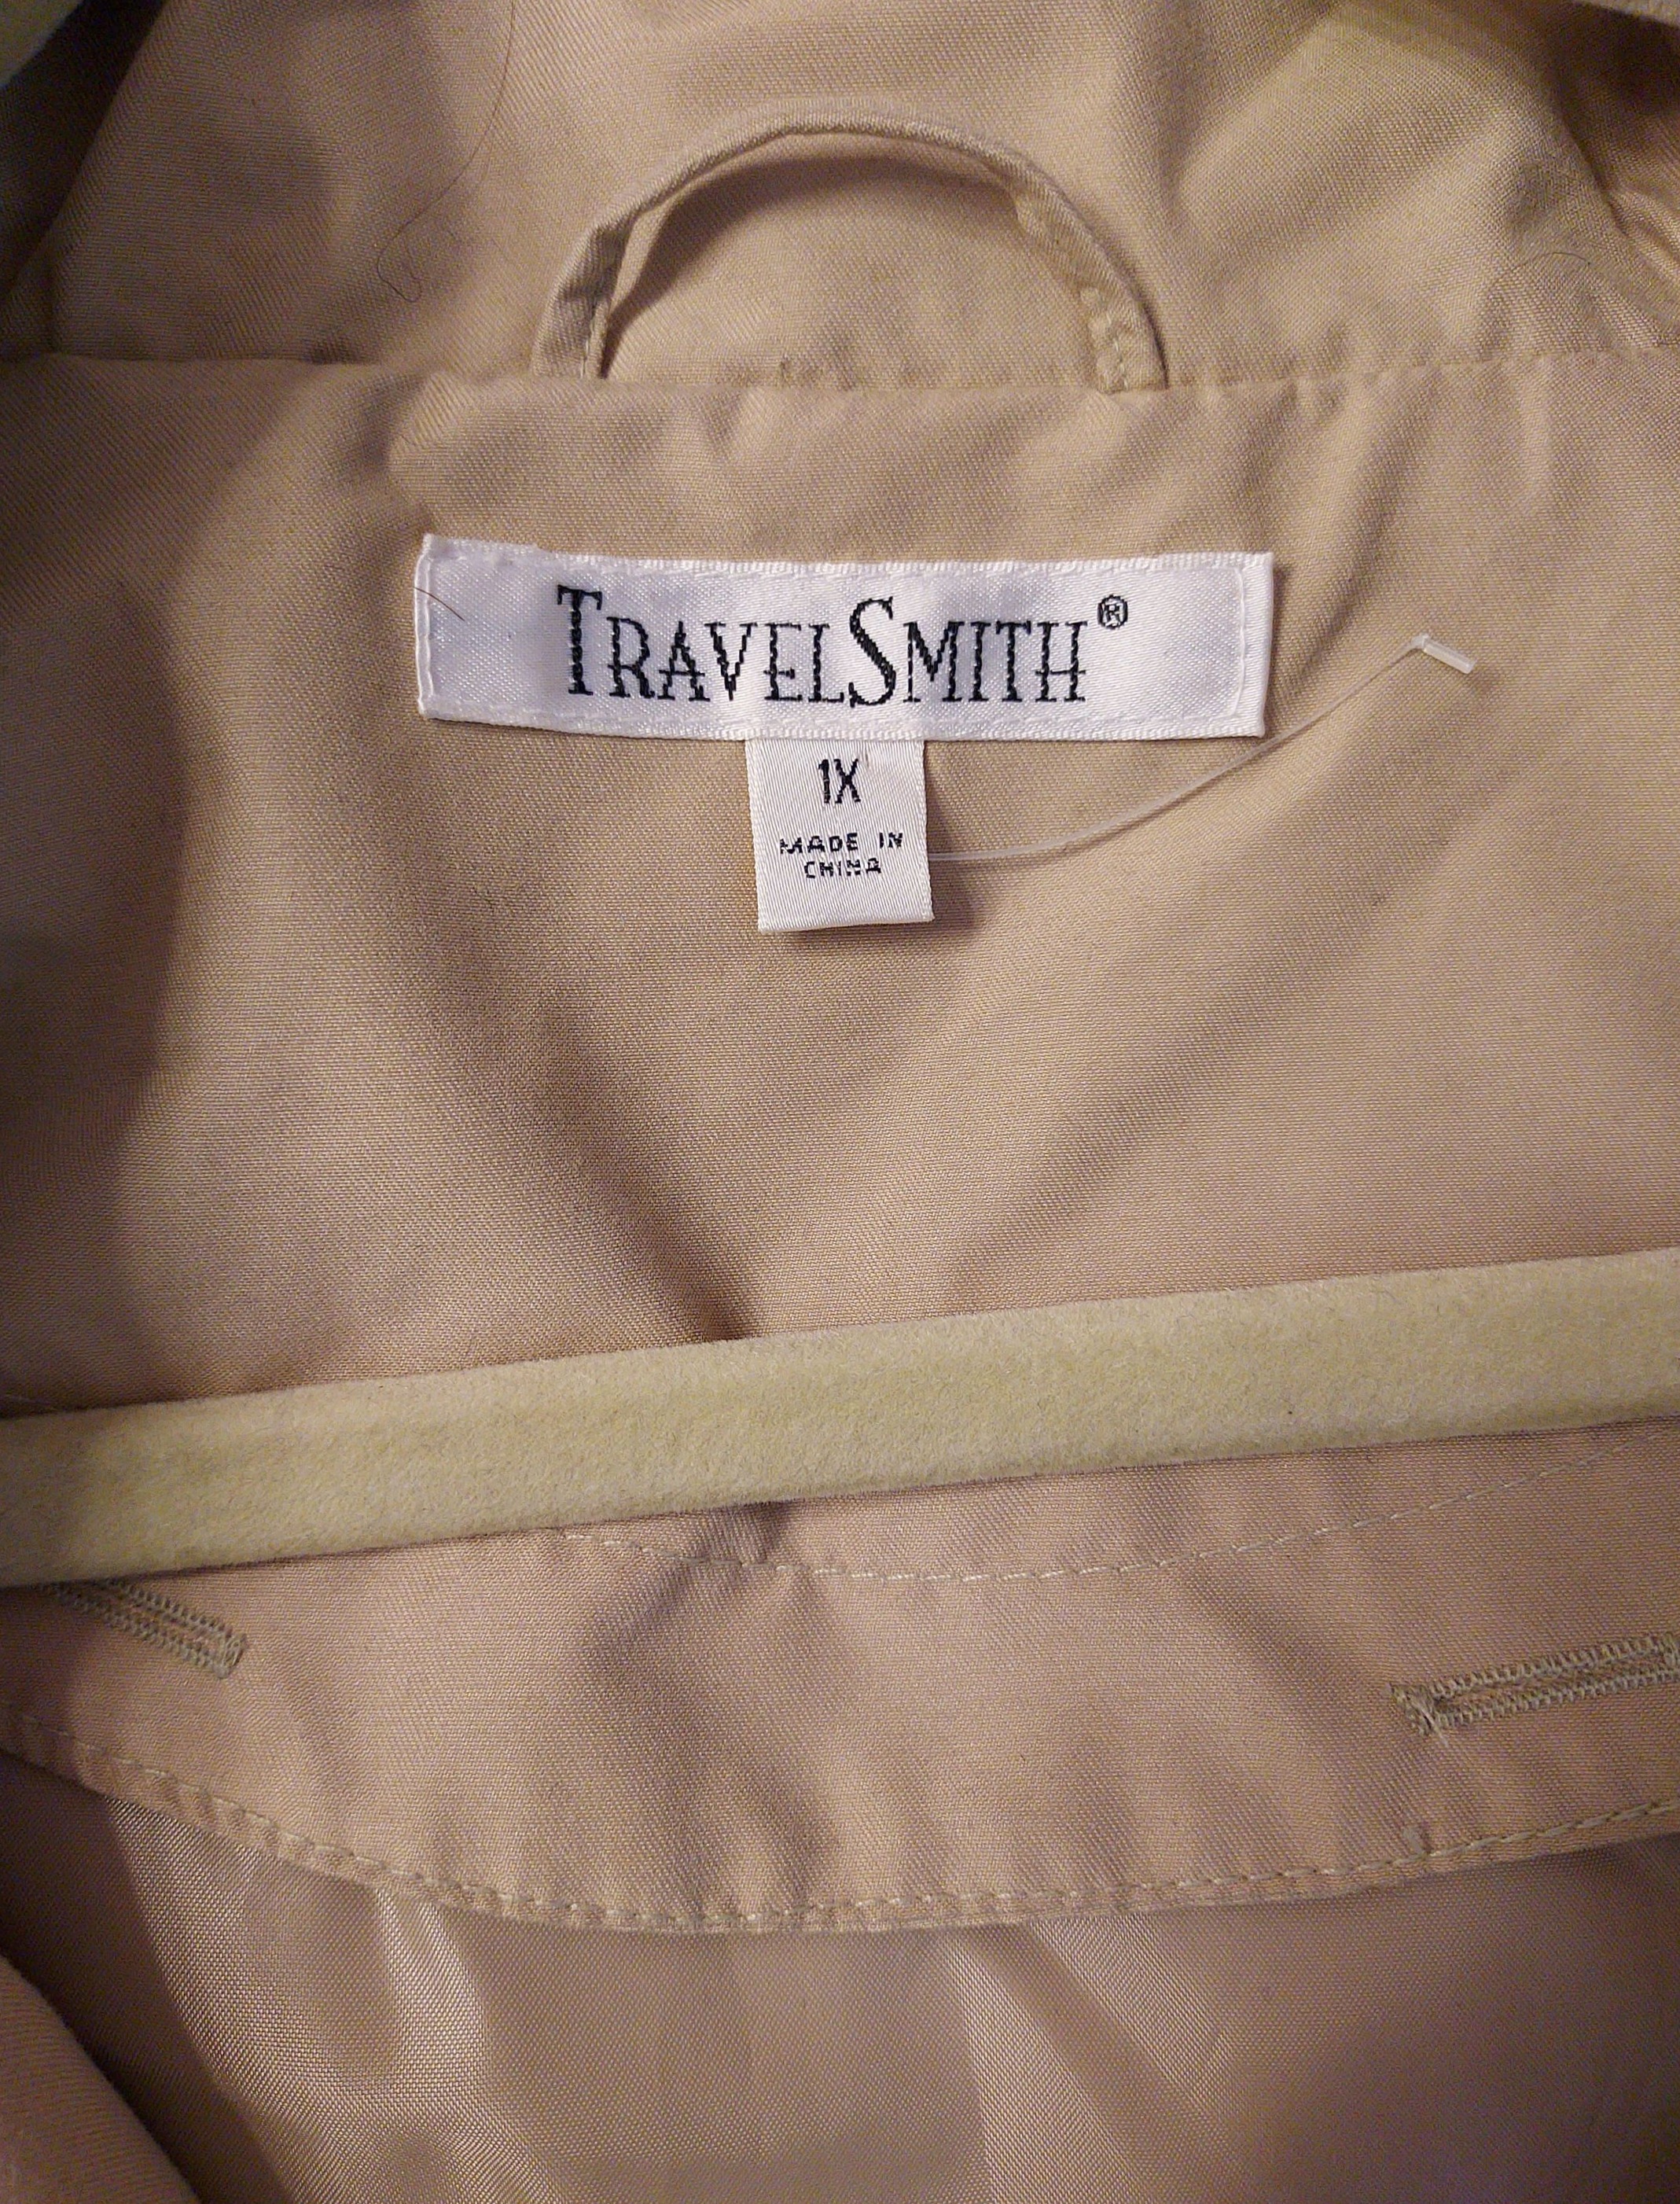 TRAVELSMITH®
1X
MADE IN
CHINA